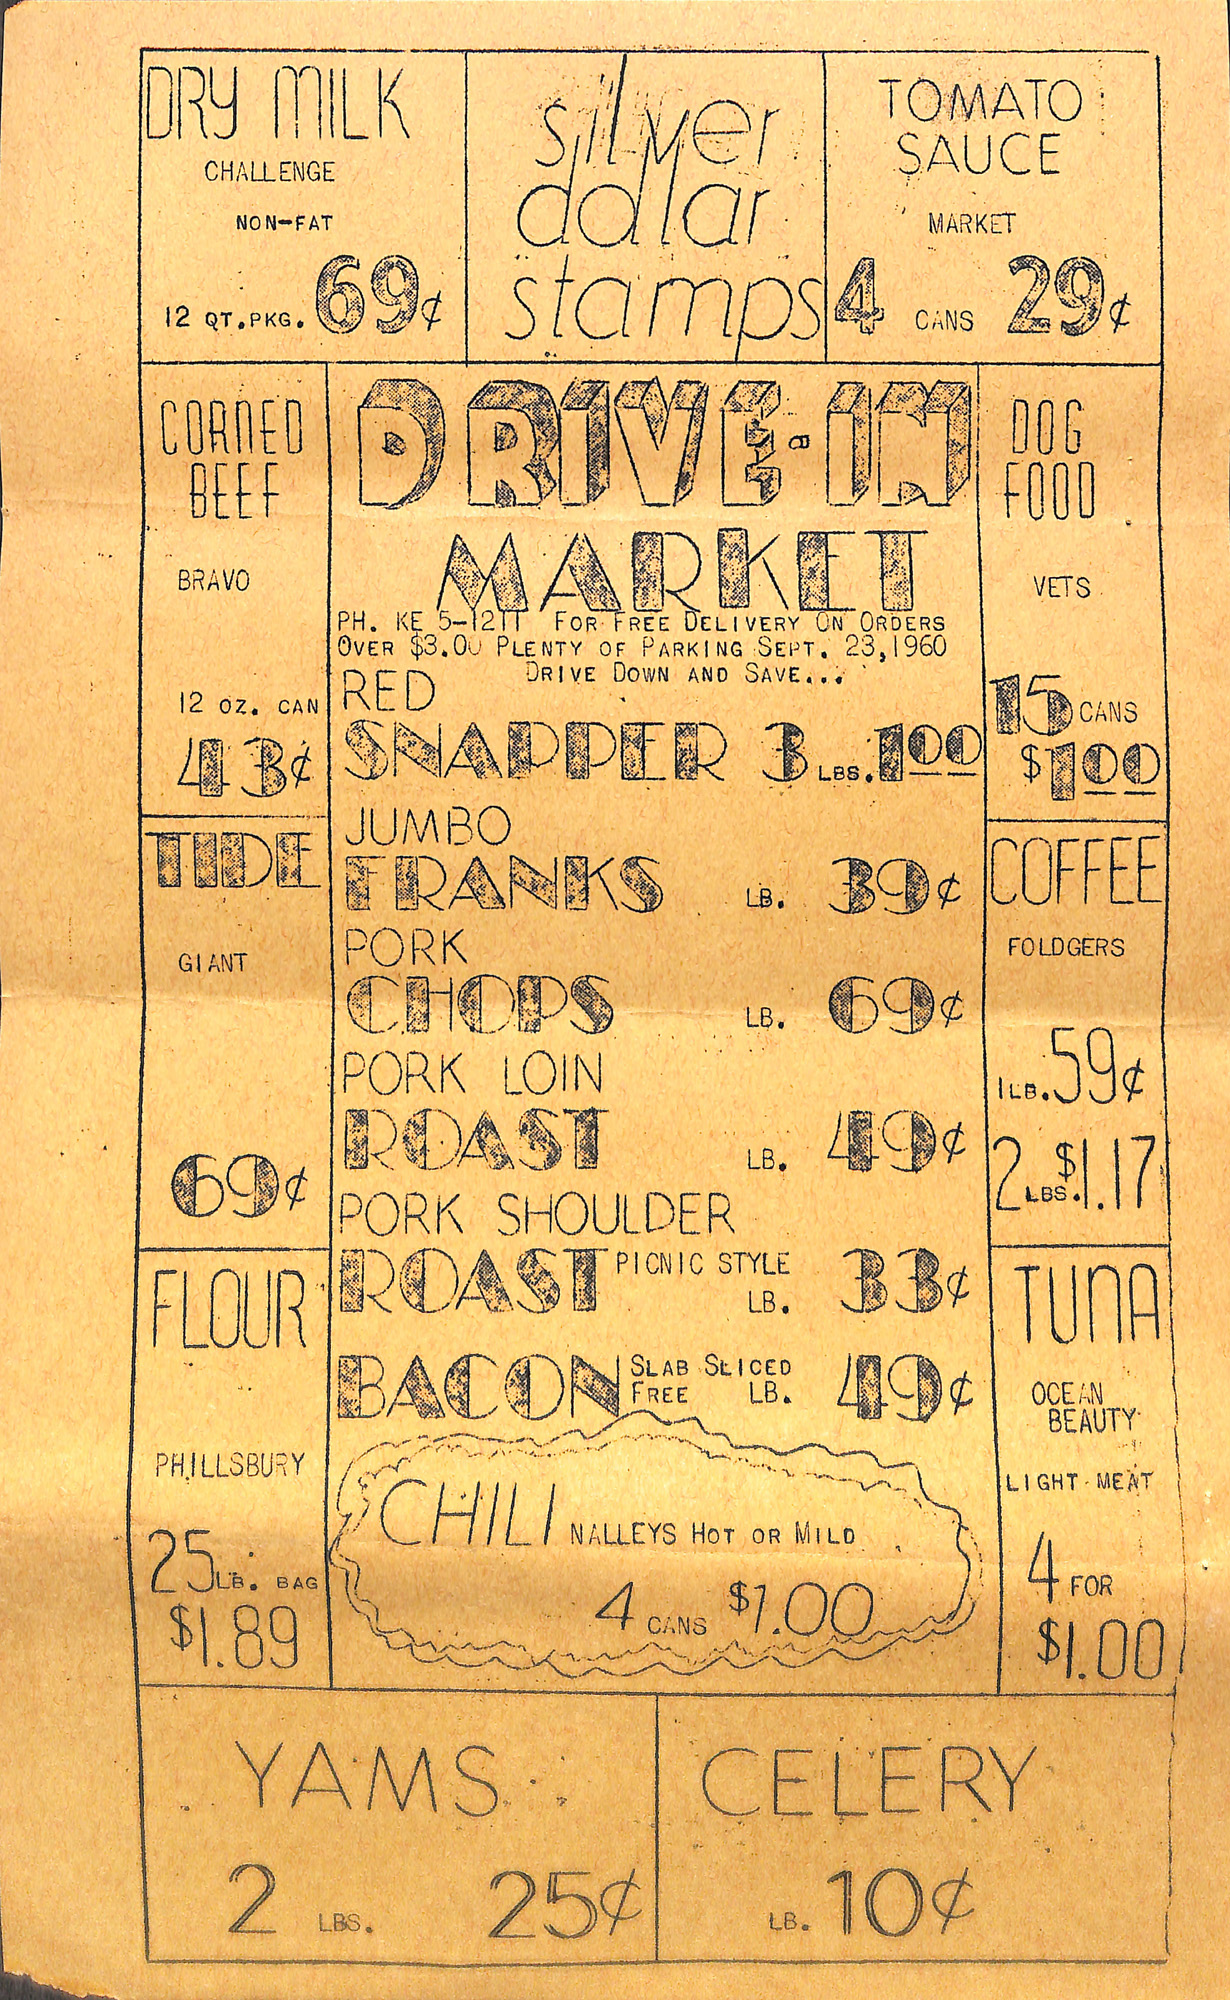 DRY MILK
CHALLENGE
NON-FAT
12 QT.PKG. 69¢
silver
dollar
stamps
TOMATO
SAUCE
MARKET
4 CANS 29¢
CORNED
BEEF
BRAVO
12 OZ. CAN
43¢
TIDE
GIANT
69¢
FLOUR
PHILLSBURY
25 LB. BAG
$1.89
DRIVE-IN
MARKET
PH. KE 5-1211 FOR FREE DELIVERY ON ORDERS
OVER $3.00 PLENTY OF PARKING SEPT. 23,1960
DRIVE DOWN AND SAVE...
RED
SNAPPER 3 LBS. 1.00
JUMBO
FRANKS LB. 39¢
PORK
CHOPS LB. 69¢
PORK LOIN
ROAST LB. 49¢
PORK SHOULDER
ROAST PICNIC STYLE
LB. 33¢
BACON SLAB SLICED
FREE LB. 49¢
CHILI NALLEYS HOT OR MILD
4 CANS $1.00
DOG
FOOD
VETS
15 CANS
$1.00
COFFEE
FOLDGERS
1LB. 59¢
2 LBS. $1.17
TUNA
OCEAN
BEAUTY
LIGHT MEAT
4 FOR
$1.00
YAMS
2 LBS. 25¢
CELERY
LB. 10¢